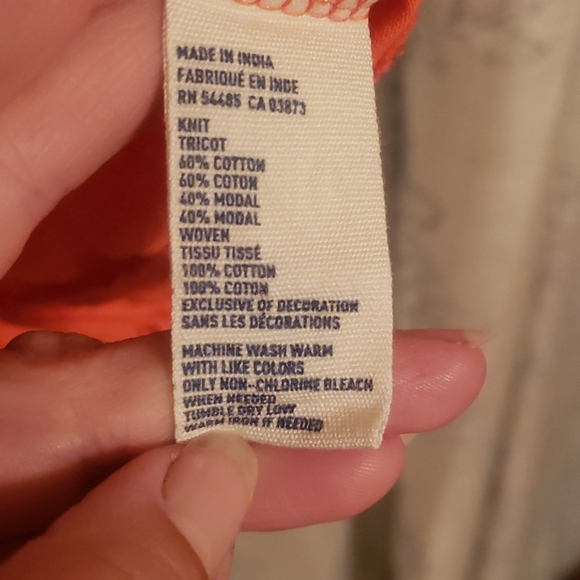 MADE IN INDIA
FABRIQUÉ EN INDE
RN 54485 CA 03873
KNIT
TRICOT
60% COTTON
60% COTON
40% MODAL
40% MODAL
WOVEN
TISSU TISSÉ
100% COTTON
100% COTON
EXCLUSIVE OF DECORATION
SANS LES DÉCORATIONS
MACHINE WASH WARM
WITH LIKE COLORS
ONLY NON-CHLORINE BLEACH
WHEN NEEDED
TUMBLE DRY LOW
WARM IRON IF NEEDED